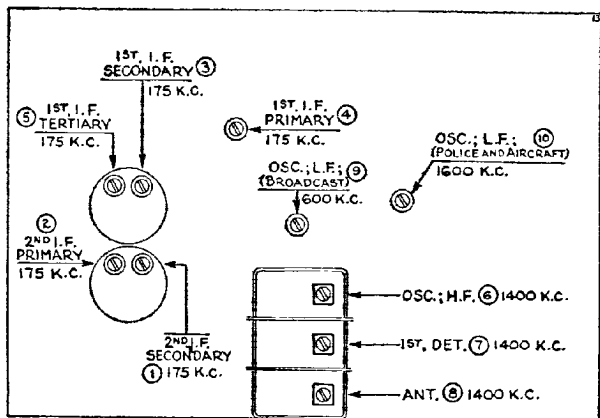 1ST. I.F.
SECONDARY ③
175 K.C.
⑤ 1ST. I.F.
TERTIARY
175 K.C.
1ST. I.F. ④
PRIMARY
175 K.C.
OSC.; L.F.; ⑩
(POLICE AND AIRCRAFT)
1600 K.C.
OSC.; L.F.; ⑨
(BROADCAST)
600 K.C.
②
2ND I.F.
PRIMARY
175 K.C.
2ND I.F.
SECONDARY
① 175 K.C.
OSC.; H.F. ⑥ 1400 K.C.
1ST. DET. ⑦ 1400 K.C.
ANT. ⑧ 1400 K.C.